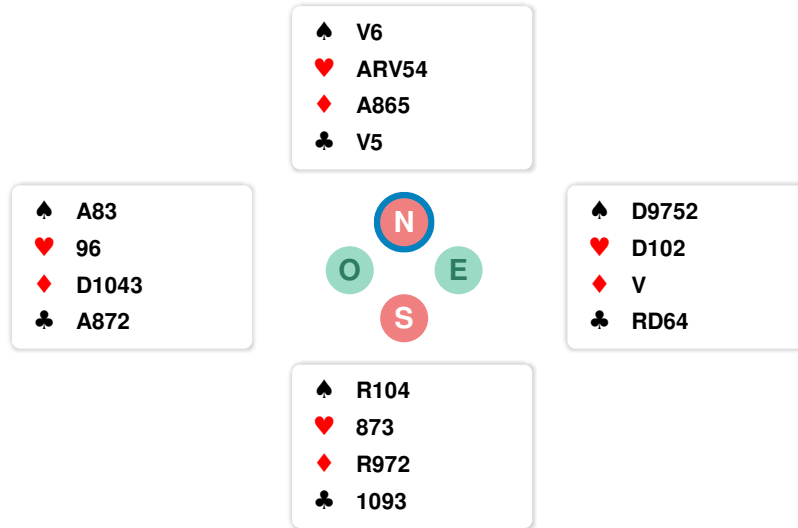 ♠ V6
♥ ARV54
♦ A865
♣ V5
♠ A83
♥ 96
♦ D1043
♣ A872
N
O E
S
♠ D9752
♥ D102
♦ V
♣ RD64
♠ R104
♥ 873
♦ R972
♣ 1093